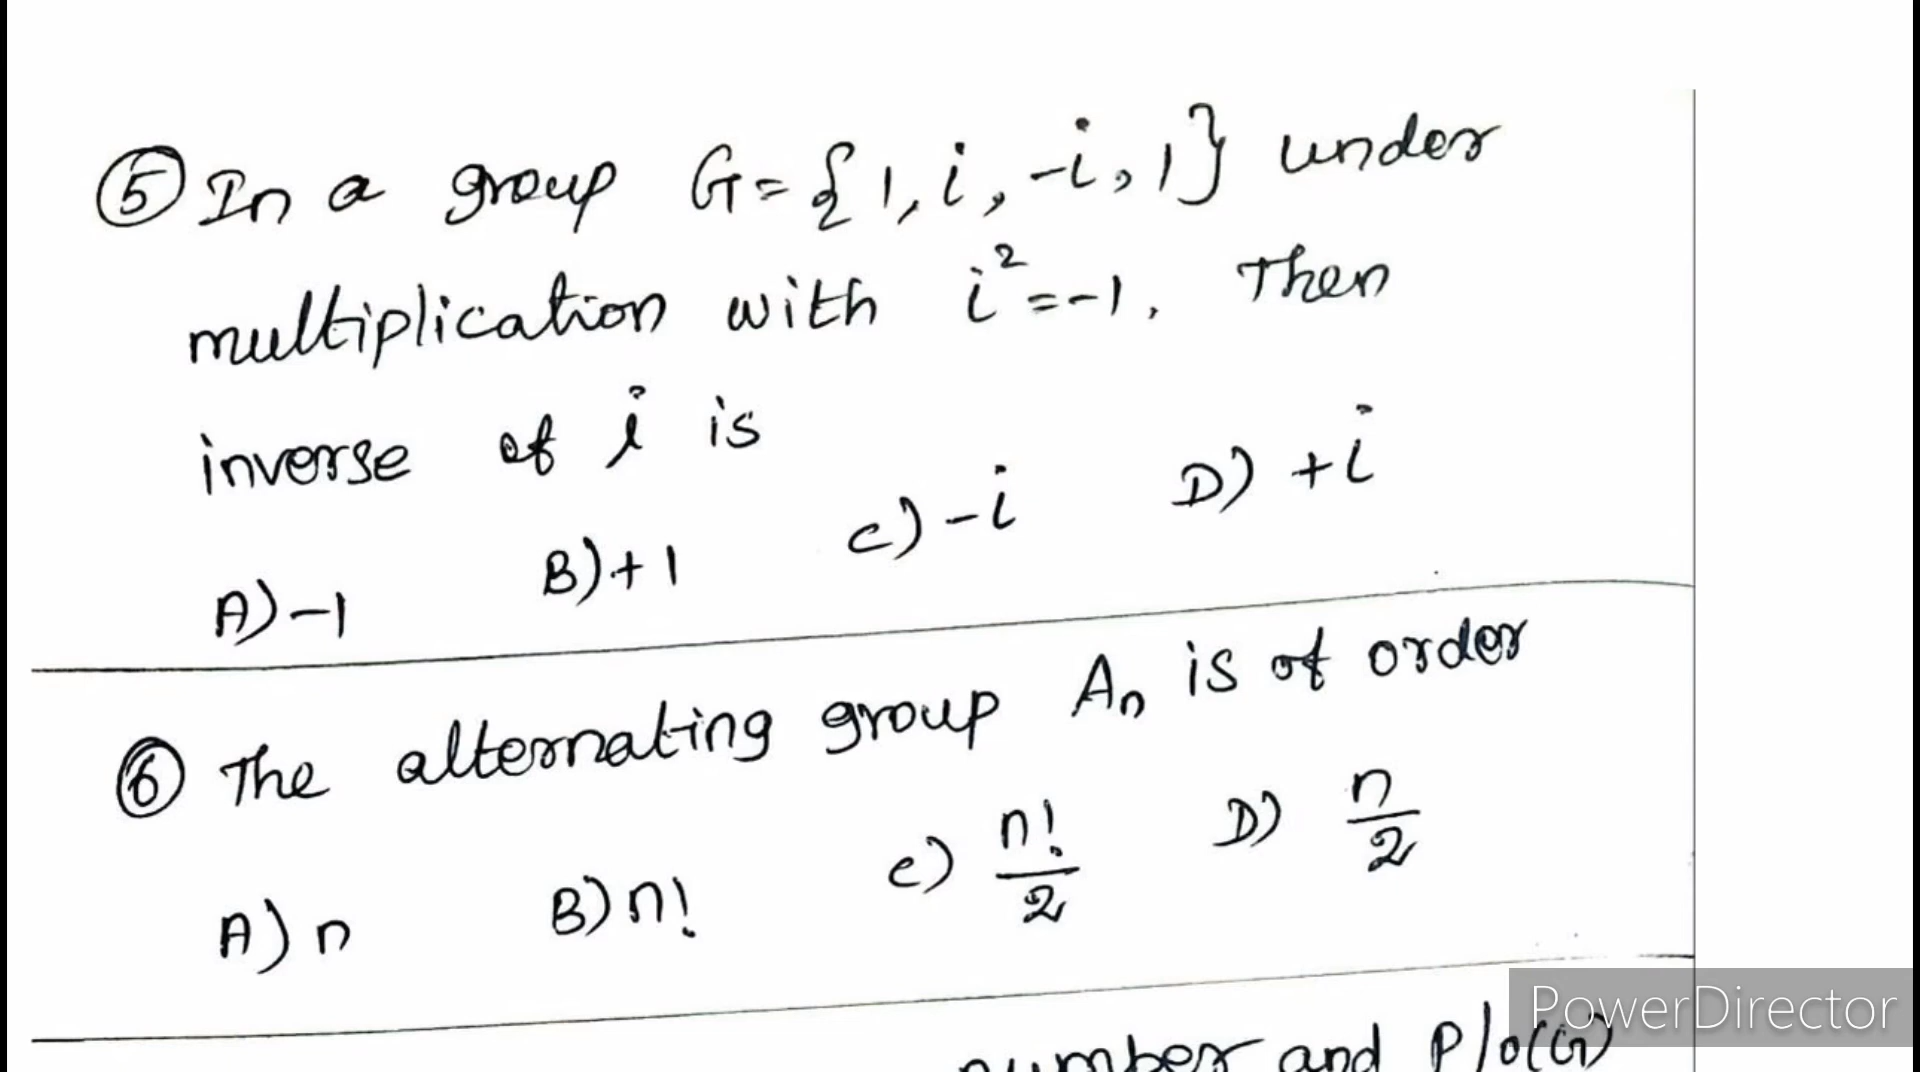 ⑤ In a group G = {1, i, -i, 1} under
multiplication with i² = -1. Then
inverse of i is
A) -1 B) +1 C) -i D) +i
⑥ The alternating group Aₙ is of order
A) n B) n! C) n!/2 D) n/2
number and P/o(G)
PowerDirector